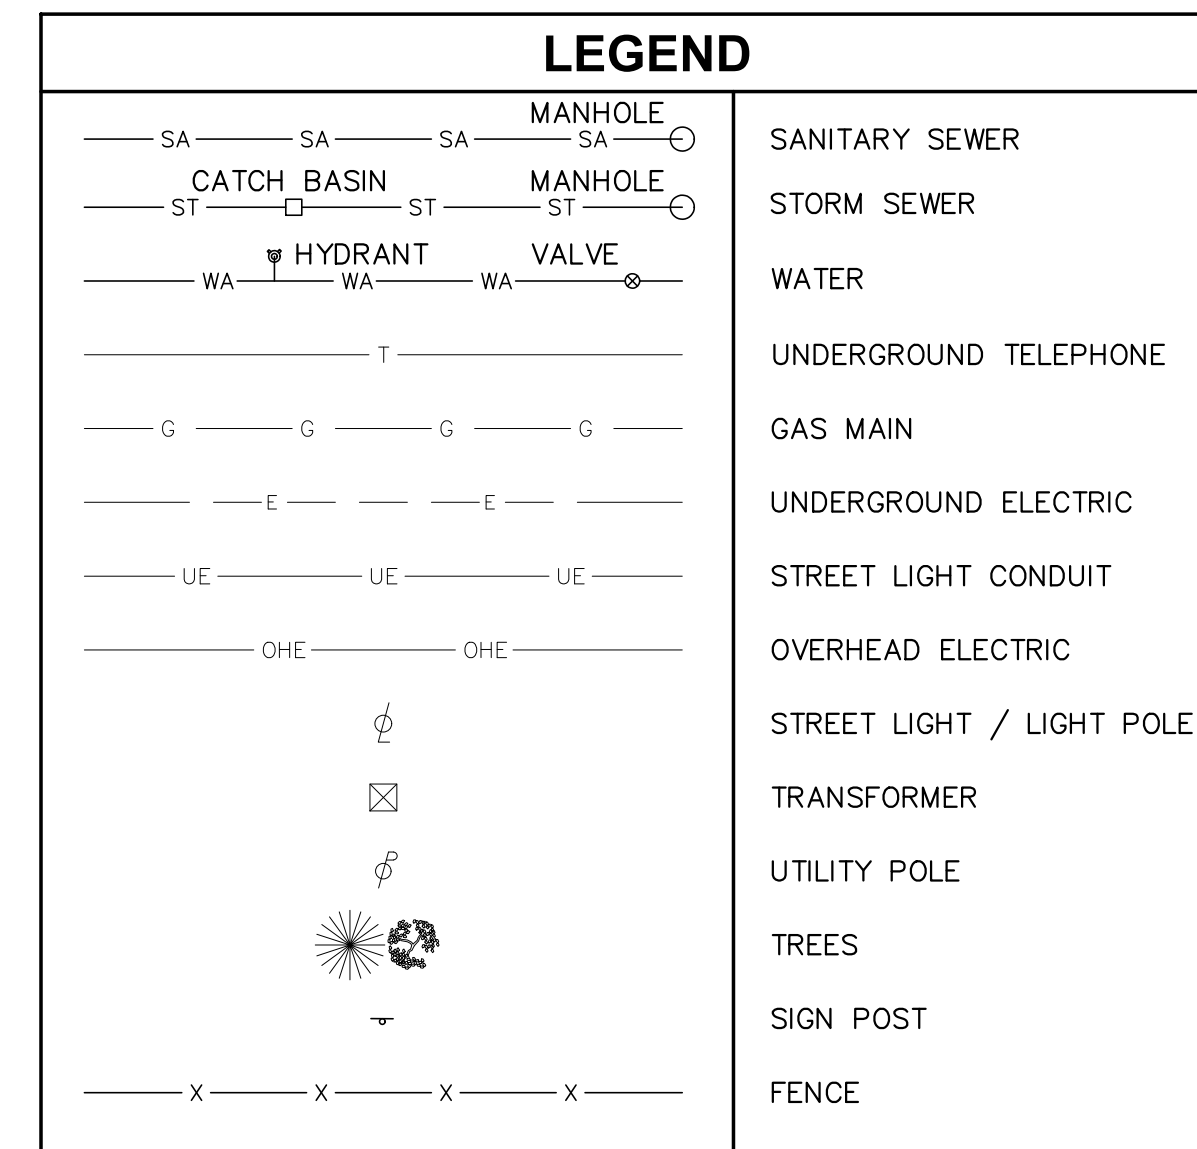 LEGEND
MANHOLE
SA SA SA SA SANITARY SEWER
CATCH BASIN MANHOLE
ST ST ST STORM SEWER
HYDRANT VALVE
WA WA WA WATER
T UNDERGROUND TELEPHONE
G G G G GAS MAIN
E E UNDERGROUND ELECTRIC
UE UE UE STREET LIGHT CONDUIT
OHE OHE OVERHEAD ELECTRIC
STREET LIGHT / LIGHT POLE
TRANSFORMER
P UTILITY POLE
TREES
SIGN POST
X X X X FENCE